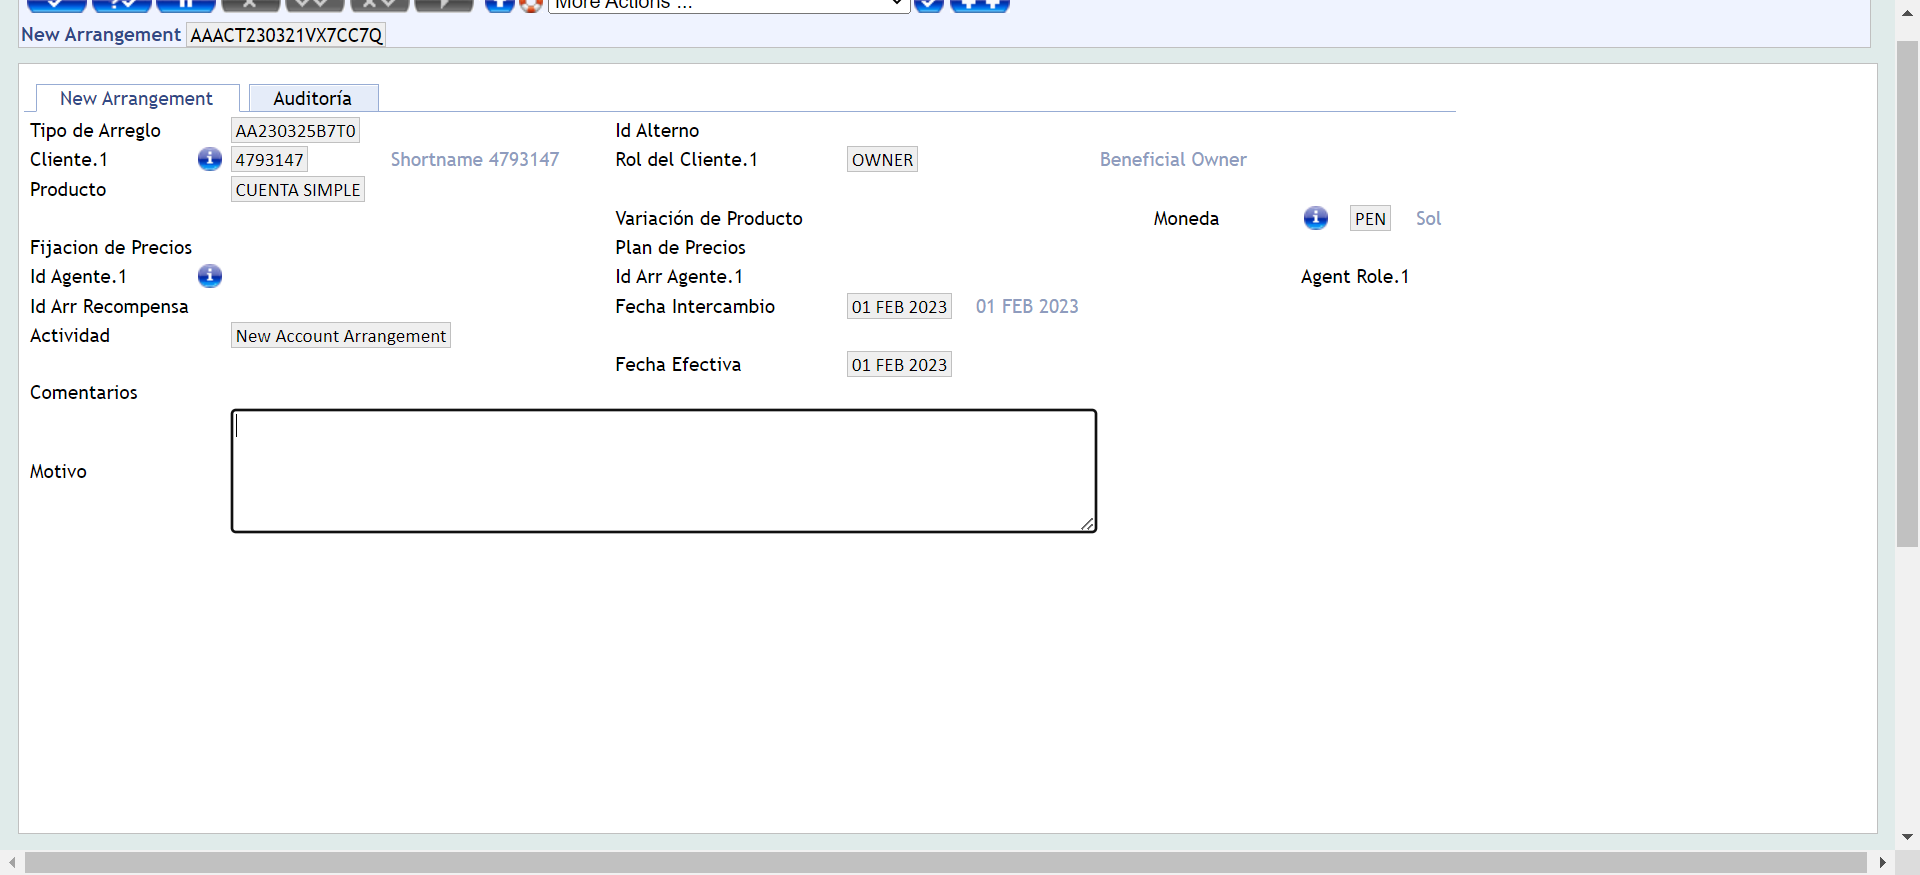 More Actions ...
New Arrangement AAACT230321VX7CC7Q
New Arrangement Auditoría
Tipo de Arreglo AA230325B7T0 Id Alterno
Cliente.1 4793147 Shortname 4793147 Rol del Cliente.1 OWNER Beneficial Owner
Producto CUENTA SIMPLE
Variación de Producto Moneda PEN Sol
Fijacion de Precios Plan de Precios
Id Agente.1 Id Arr Agente.1 Agent Role.1
Id Arr Recompensa Fecha Intercambio 01 FEB 2023 01 FEB 2023
Actividad New Account Arrangement
Fecha Efectiva 01 FEB 2023
Comentarios
Motivo